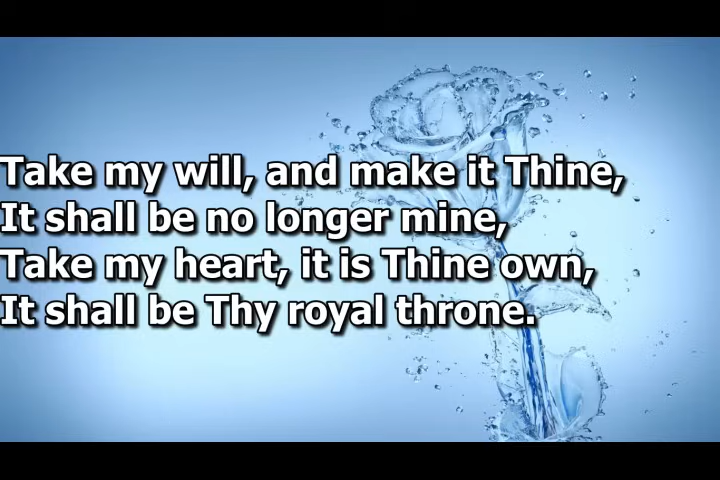 Take my will, and make it Thine,
It shall be no longer mine,
Take my heart, it is Thine own,
It shall be Thy royal throne.